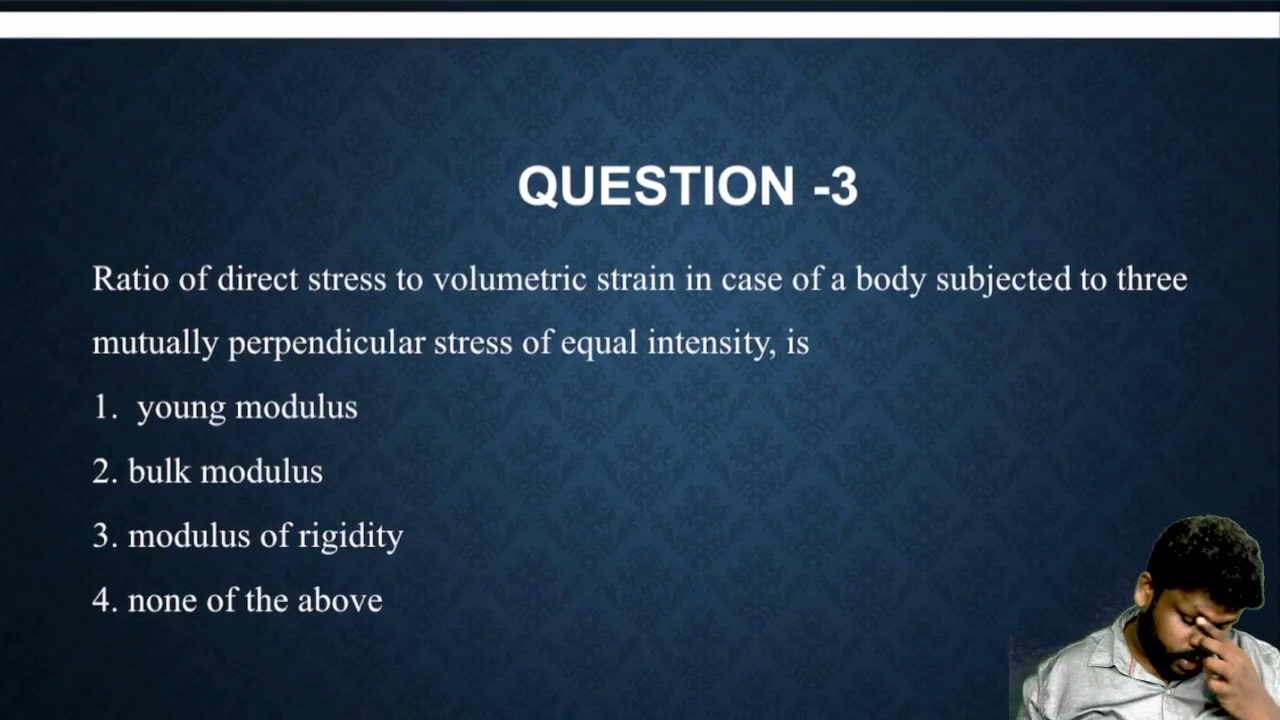 QUESTION -3
Ratio of direct stress to volumetric strain in case of a body subjected to three
mutually perpendicular stress of equal intensity, is
1. young modulus
2. bulk modulus
3. modulus of rigidity
4. none of the above